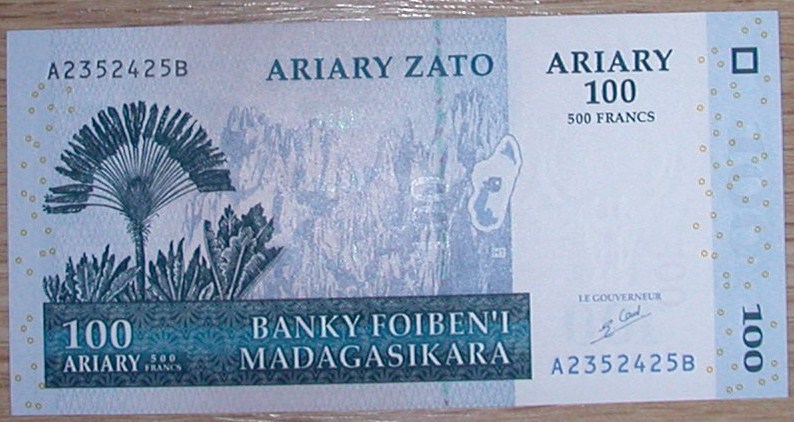 A2352425B
ARIARY ZATO
ARIARY
100
500 FRANCS
LE GOUVERNEUR
100
ARIARY 500 FRANCS
BANKY FOIBEN'I
MADAGASIKARA
A2352425B
100